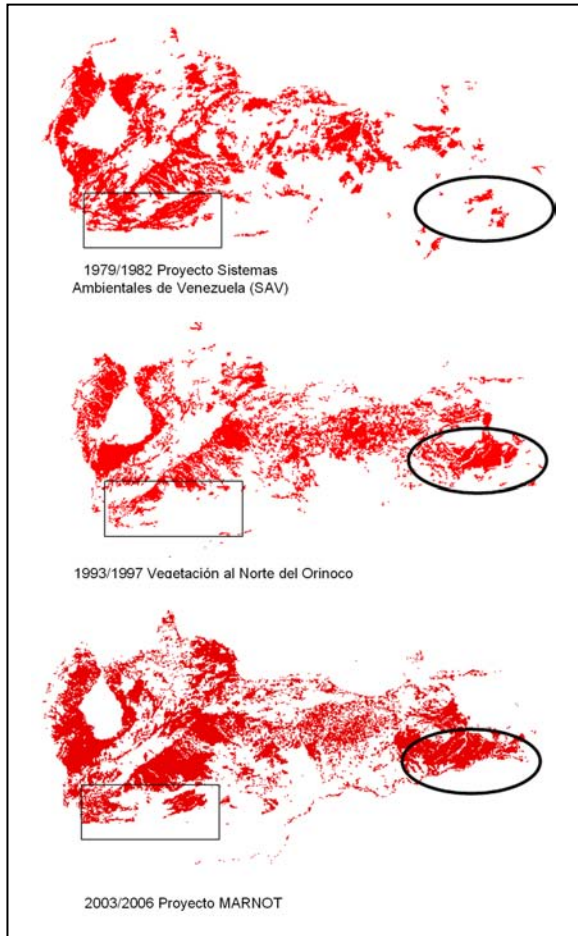 1979/1982 Proyecto Sistemas
Ambientales de Venezuela (SAV)
1993/1997 Vegetación al Norte del Orinoco
2003/2006 Proyecto MARNOT